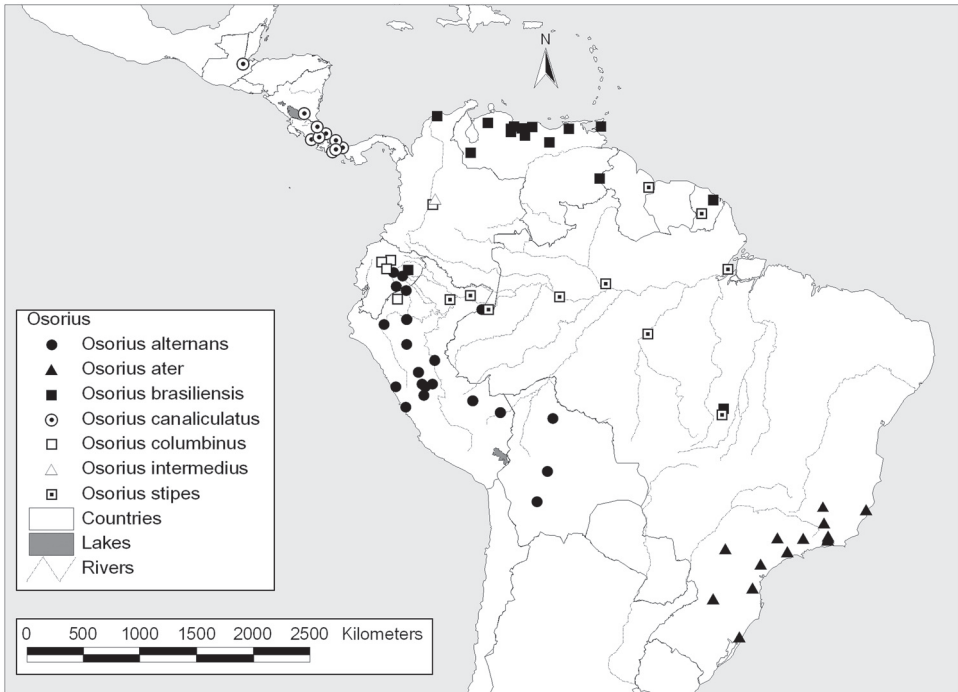 N
Osorius
Osorius alternans
Osorius ater
Osorius brasiliensis
Osorius canaliculatus
Osorius columbinus
Osorius intermedius
Osorius stipes
Countries
Lakes
Rivers
0 500 1000 1500 2000 2500 Kilometers